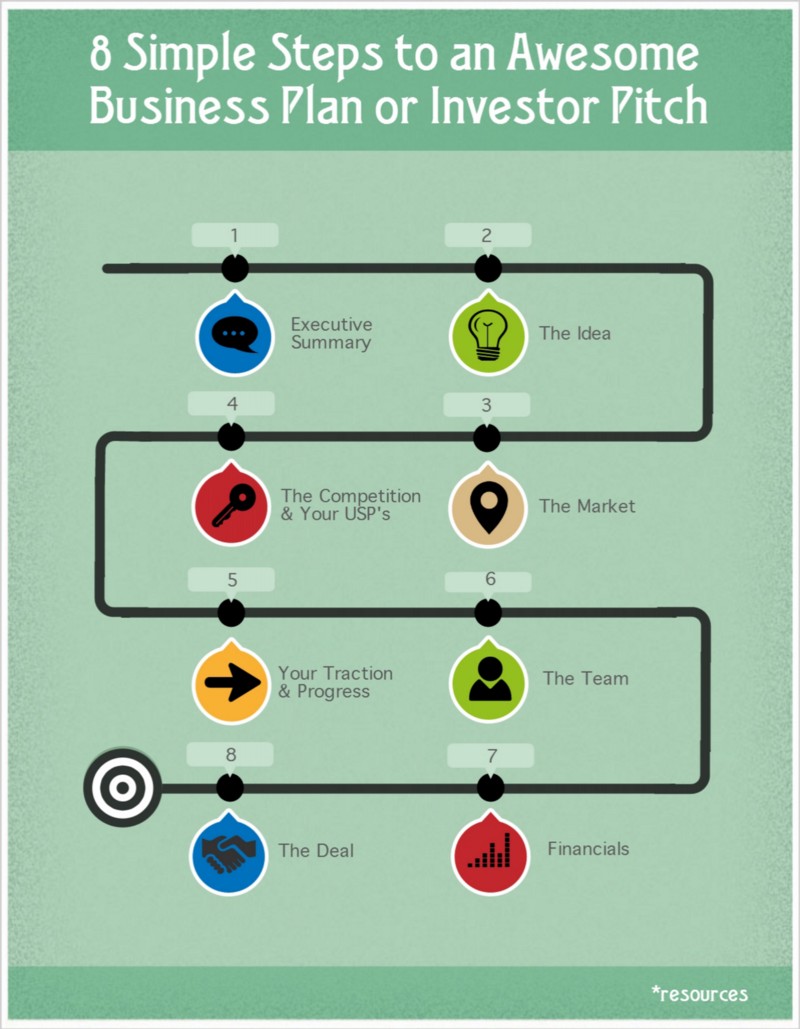 8 Simple Steps to an Awesome
Business Plan or Investor Pitch
1
Executive
Summary
2
The Idea
3
The Market
4
The Competition
& Your USP's
5
Your Traction
& Progress
6
The Team
7
Financials
8
The Deal
*resources